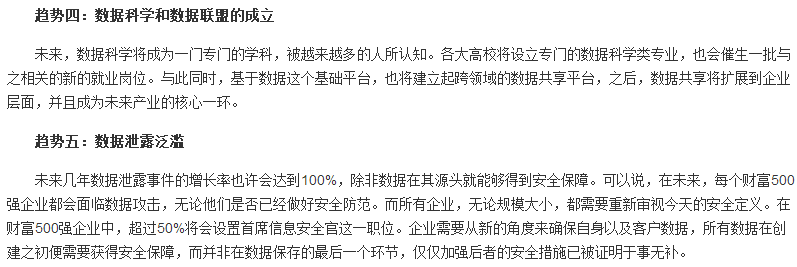 趋势四：数据科学和数据联盟的成立
未来，数据科学将成为一门专门的学科，被越来越多的人所认知。各大高校将设立专门的数据科学类专业，也会催生一批与
之相关的新的就业岗位。与此同时，基于数据这个基础平台，也将建立起跨领域的数据共享平台，之后，数据共享将扩展到企业
层面，并且成为未来产业的核心一环。
趋势五：数据泄露泛滥
未来几年数据泄露事件的增长率也许会达到100%，除非数据在其源头就能够得到安全保障。可以说，在未来，每个财富500
强企业都会面临数据攻击，无论他们是否已经做好安全防范。而所有企业，无论规模大小，都需要重新审视今天的安全定义。在
财富500强企业中，超过50%将会设置首席信息安全官这一职位。企业需要从新的角度来确保自身以及客户数据，所有数据在创
建之初便需要获得安全保障，而并非在数据保存的最后一个环节，仅仅加强后者的安全措施已被证明于事无补。